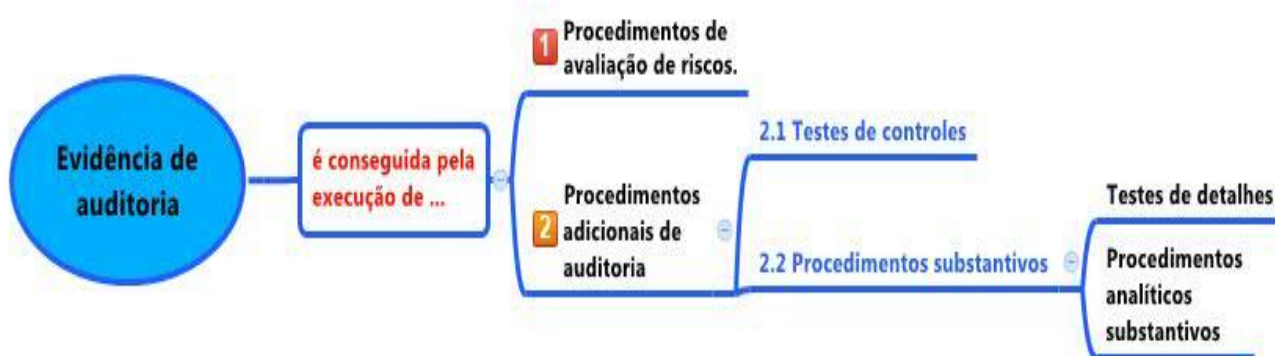 Evidência de
auditoria
é conseguida pela
execução de ...
1
Procedimentos de
avaliação de riscos.
2
Procedimentos
adicionais de
auditoria
2.1 Testes de controles
2.2 Procedimentos substantivos
Testes de detalhes
Procedimentos
analíticos
substantivos